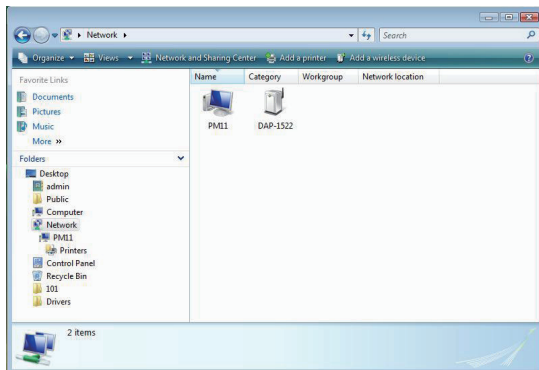 Network
Search
Organize Views Network and Sharing Center Add a printer Add a wireless device
Favorite Links
Documents
Pictures
Music
More »
Folders
Desktop
admin
Public
Computer
Network
PM11
Printers
Control Panel
Recycle Bin
101
Drivers
Name Category Workgroup Network location
PM11 DAP-1522
2 items